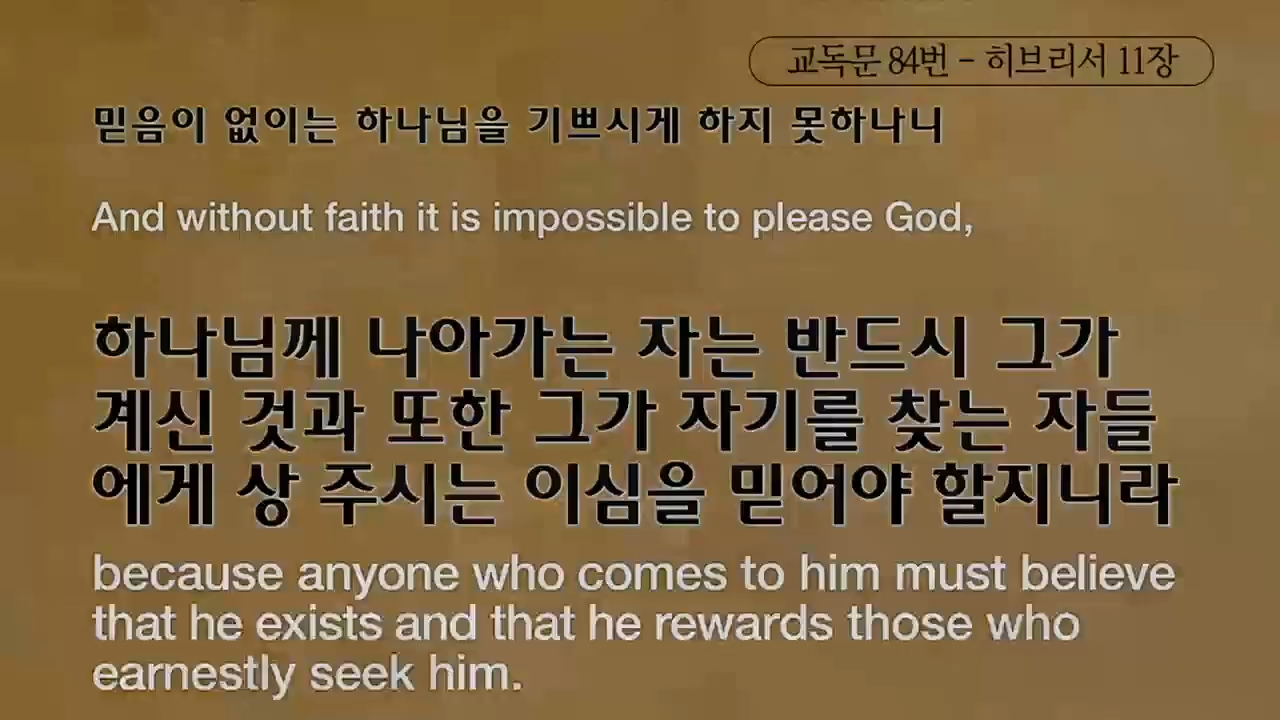 교독문 84번 - 히브리서 11장
믿음이 없이는 하나님을 기쁘시게 하지 못하나니
And without faith it is impossible to please God,
하나님께 나아가는 자는 반드시 그가
계신 것과 또한 그가 자기를 찾는 자들
에게 상 주시는 이심을 믿어야 할지니라
because anyone who comes to him must believe
that he exists and that he rewards those who
earnestly seek him.